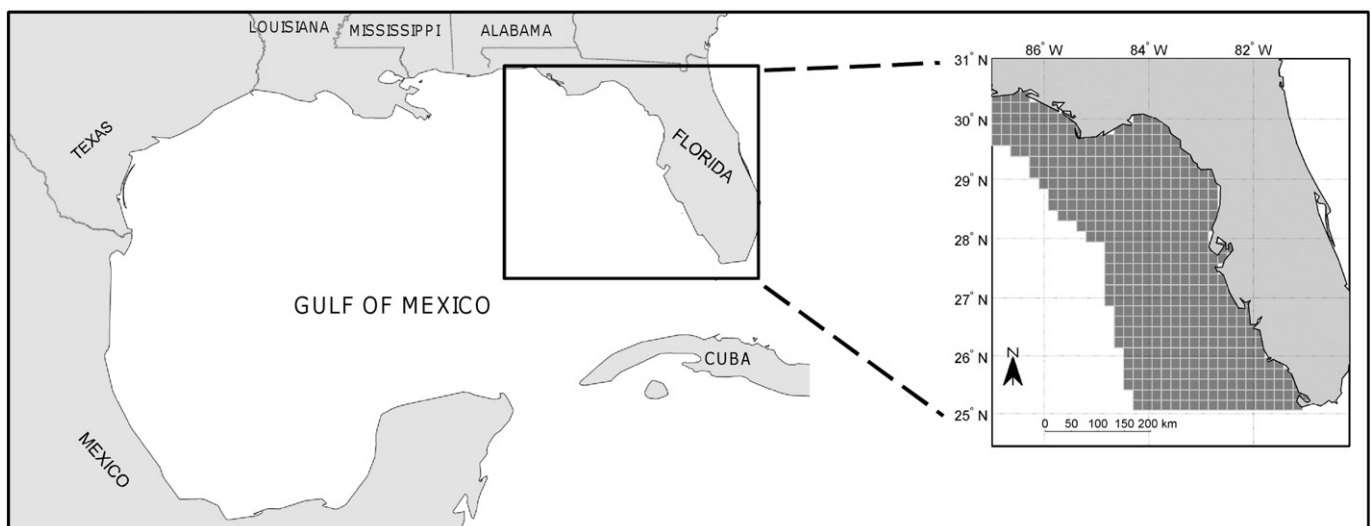 LOUISIANA
MISSISSIPPI
ALABAMA
TEXAS
FLORIDA
GULF OF MEXICO
CUBA
MEXICO
86° W 84° W 82° W
31° N
30° N
29° N
28° N
27° N
26° N
25° N
N
0 50 100 150 200 km